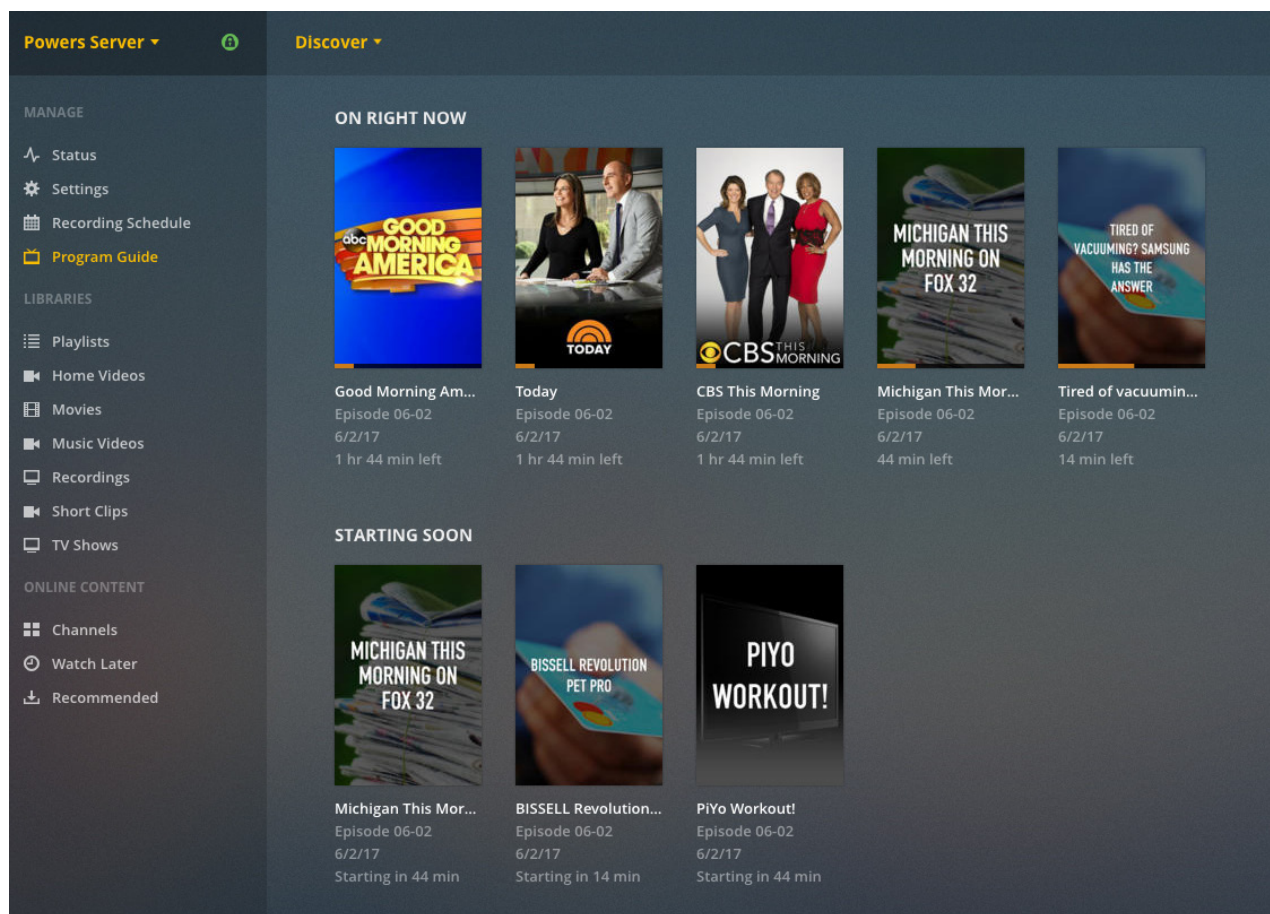 Powers Server
Discover
MANAGE
Status
Settings
Recording Schedule
Program Guide
LIBRARIES
Playlists
Home Videos
Movies
Music Videos
Recordings
Short Clips
TV Shows
ONLINE CONTENT
Channels
Watch Later
Recommended
ON RIGHT NOW
abc GOOD
MORNING
AMERICA
Good Morning Am...
Episode 06-02
6/2/17
1 hr 44 min left
TODAY
Today
Episode 06-02
6/2/17
1 hr 44 min left
CBS THIS MORNING
CBS This Morning
Episode 06-02
6/2/17
1 hr 44 min left
MICHIGAN THIS
MORNING ON
FOX 32
Michigan This Mor...
Episode 06-02
6/2/17
44 min left
TIRED OF
VACUUMING? SAMSUNG
HAS THE
ANSWER
Tired of vacuumin...
Episode 06-02
6/2/17
14 min left
STARTING SOON
MICHIGAN THIS
MORNING ON
FOX 32
Michigan This Mor...
Episode 06-02
6/2/17
Starting in 44 min
BISSELL REVOLUTION
PET PRO
BISSELL Revolution...
Episode 06-02
6/2/17
Starting in 14 min
PIYO
WORKOUT!
PiYo Workout!
Episode 06-02
6/2/17
Starting in 44 min